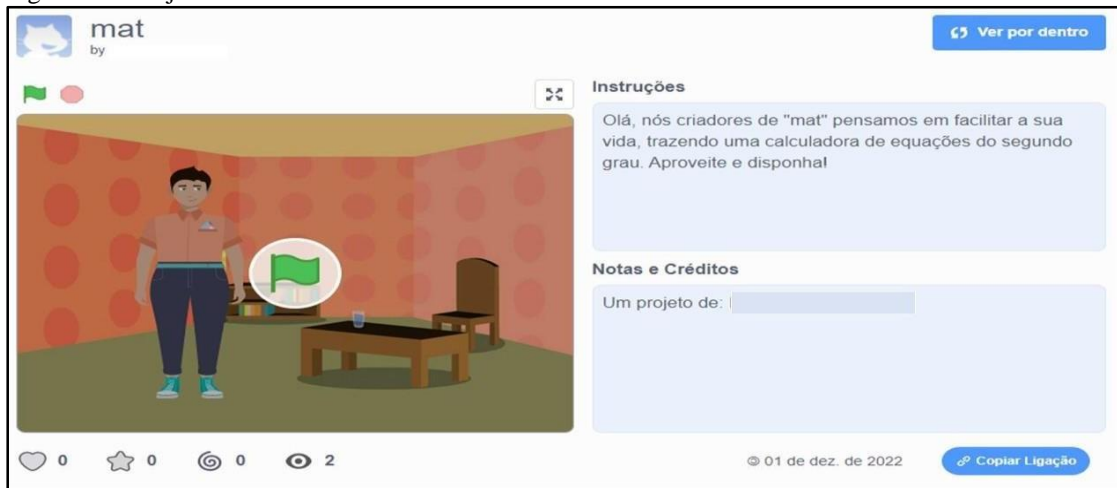 mat
by
Ver por dentro
Instruções
Olá, nós criadores de "mat" pensamos em facilitar a sua
vida, trazendo uma calculadora de equações do segundo
grau. Aproveite e disponha!
Notas e Créditos
Um projeto de:
0
0
0
2
© 01 de dez. de 2022
Copiar Ligação